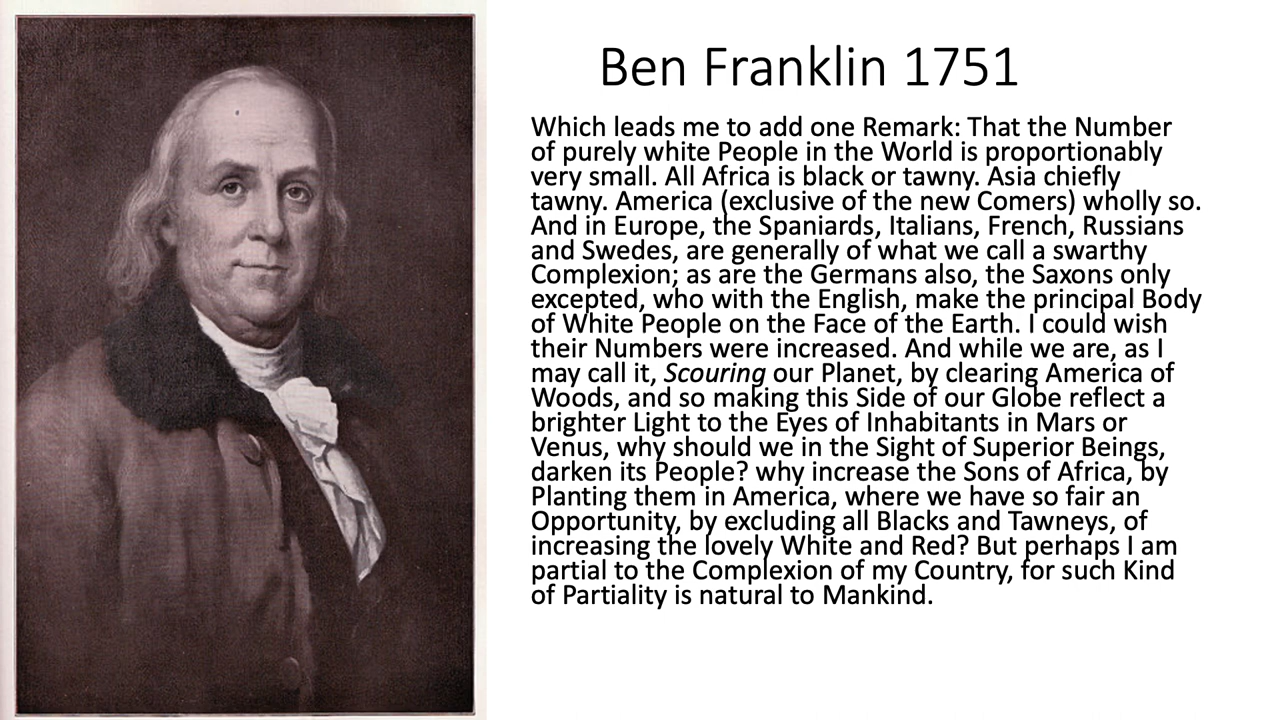 Ben Franklin 1751
Which leads me to add one Remark: That the Number
of purely white People in the World is proportionably
very small. All Africa is black or tawny. Asia chiefly
tawny. America (exclusive of the new Comers) wholly so.
And in Europe, the Spaniards, Italians, French, Russians
and Swedes, are generally of what we call a swarthy
Complexion; as are the Germans also, the Saxons only
excepted, who with the English, make the principal Body
of White People on the Face of the Earth. I could wish
their Numbers were increased. And while we are, as I
may call it, Scouring our Planet, by clearing America of
Woods, and so making this Side of our Globe reflect a
brighter Light to the Eyes of Inhabitants in Mars or
Venus, why should we in the Sight of Superior Beings,
darken its People? why increase the Sons of Africa, by
Planting them in America, where we have so fair an
Opportunity, by excluding all Blacks and Tawneys, of
increasing the lovely White and Red? But perhaps I am
partial to the Complexion of my Country, for such Kind
of Partiality is natural to Mankind.